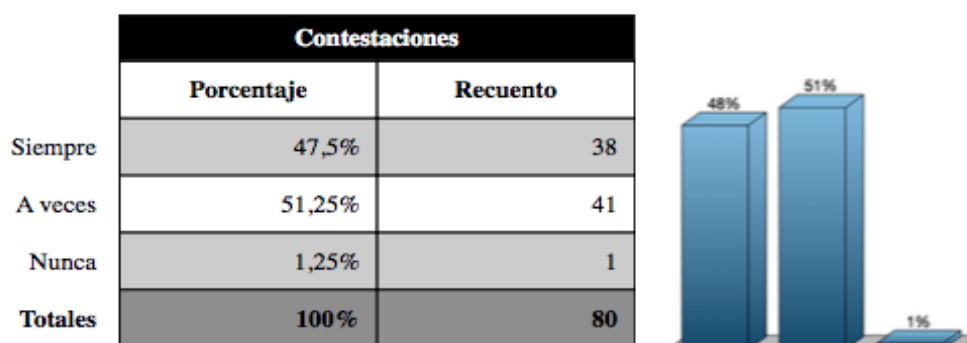 Contestaciones
Porcentaje Recuento
Siempre 47,5% 38
A veces 51,25% 41
Nunca 1,25% 1
Totales 100% 80
48%
51%
1%